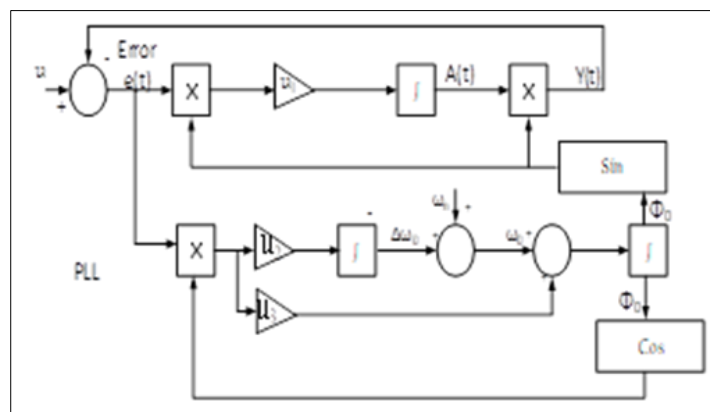 Error
u
-
e(t)
+
X
∫
A(t)
X
Y(t)
Sin
Φ₀
PLL
X
-
∫
Δω₀
+
+
ω₀
+
+
∫
Φ₀
Cos